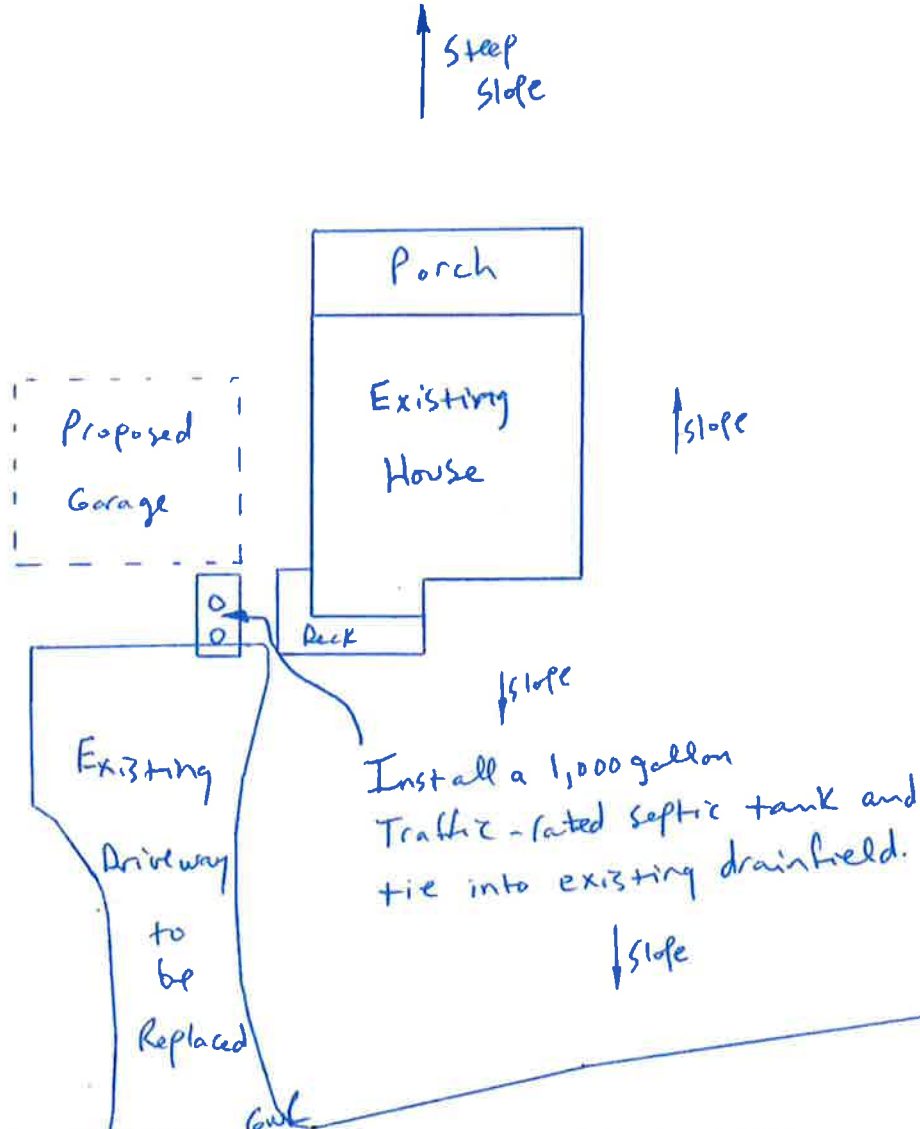 Steep
Slope
Porch
Existing
House
Proposed
Garage
slope
Deck
slope
Existing
Driveway
to
be
Replaced
Install a 1,000 gallon
Traffic-rated septic tank and
tie into existing drainfield.
slope